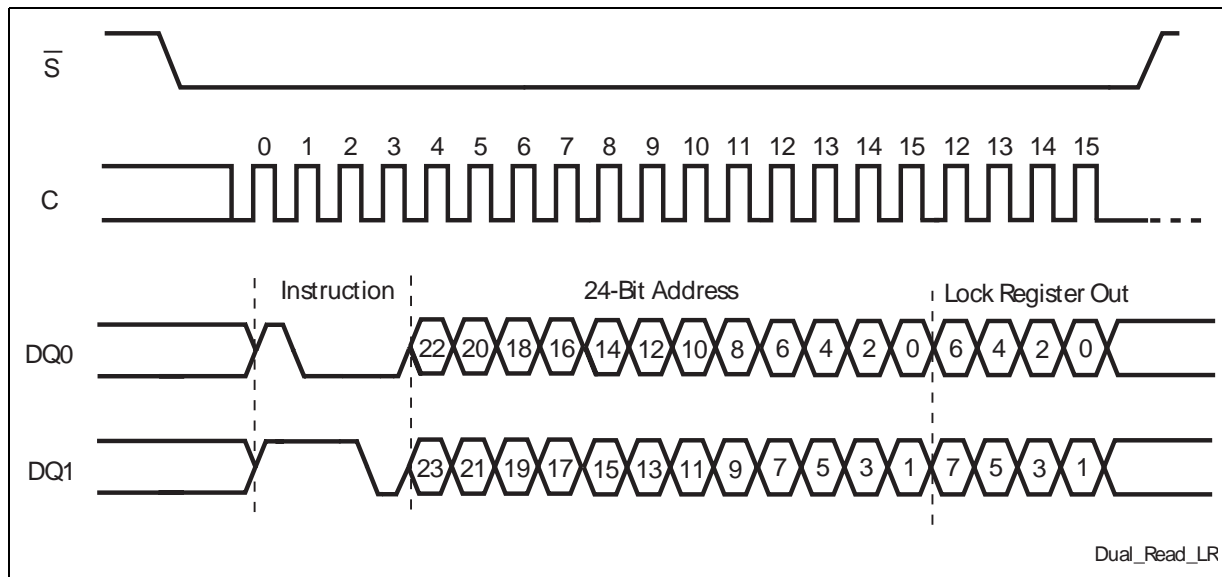 S
0 1 2 3 4 5 6 7 8 9 10 11 12 13 14 15 12 13 14 15
C
Instruction 24-Bit Address Lock Register Out
DQ0 22 20 18 16 14 12 10 8 6 4 2 0 6 4 2 0
DQ1 23 21 19 17 15 13 11 9 7 5 3 1 7 5 3 1
Dual_Read_LR